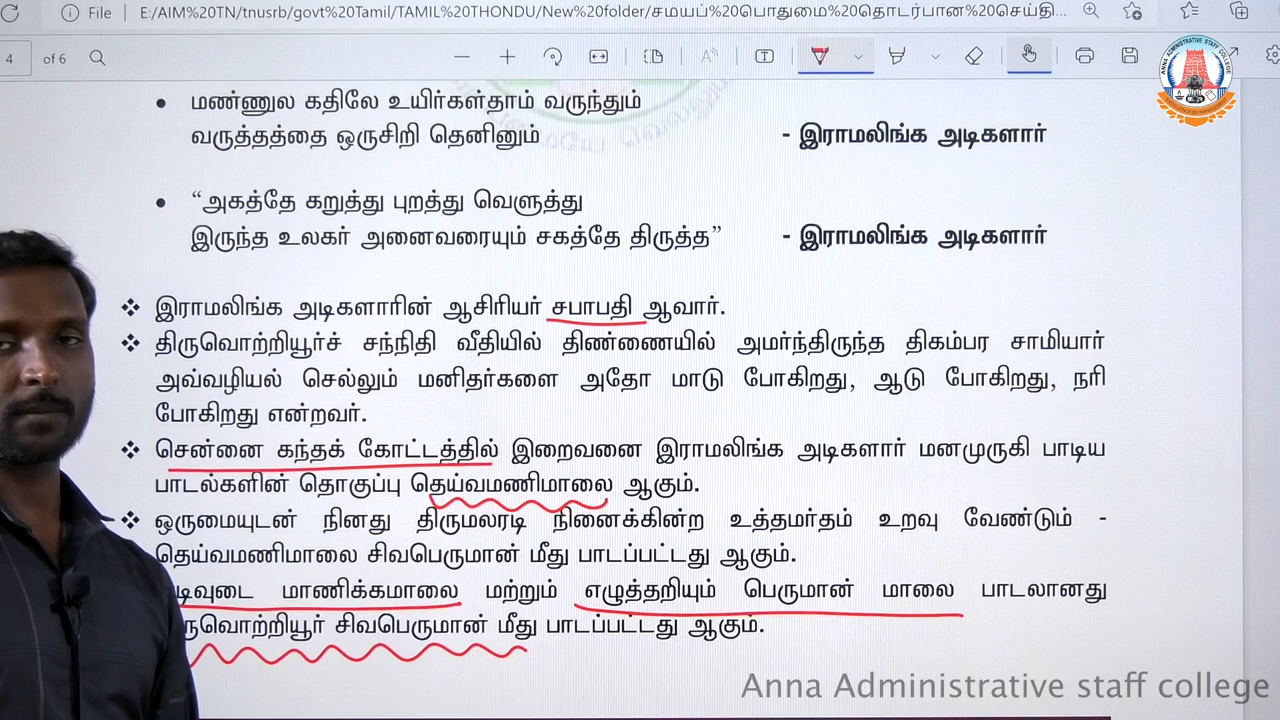 File | E:/AIM%20TN/tnusrb/govt%20Tamil/TAMIL%20THONDU/New%20folder/சமயப்%20பொதுமை%20தொடர்பான%20செய்தி...
4 of 6
ANNA ADMINISTRATIVE STAFF COLLEGE
• மண்ணுல கதிலே உயிர்கள்தாம் வருந்தும்
வருத்தத்தை ஒருசிறி தெனினும் - இராமலிங்க அடிகளார்
• “அகத்தே கறுத்து புறத்து வெளுத்து
இருந்த உலகர் அனைவரையும் சகத்தே திருத்த” - இராமலிங்க அடிகளார்
❖ இராமலிங்க அடிகளாரின் ஆசிரியர் சபாபதி ஆவார்.
❖ திருவொற்றியூர்ச் சந்நிதி வீதியில் திண்ணையில் அமர்ந்திருந்த திகம்பர சாமியார்
அவ்வழியல் செல்லும் மனிதர்களை அதோ மாடு போகிறது, ஆடு போகிறது, நரி
போகிறது என்றவர்.
❖ சென்னை கந்தக் கோட்டத்தில் இறைவனை இராமலிங்க அடிகளார் மனமுருகி பாடிய
பாடல்களின் தொகுப்பு தெய்வமணிமாலை ஆகும்.
❖ ஒருமையுடன் நினது திருமலரடி நினைக்கின்ற உத்தமர்தம் உறவு வேண்டும் -
தெய்வமணிமாலை சிவபெருமான் மீது பாடப்பட்டது ஆகும்.
டிவுடை மாணிக்கமாலை மற்றும் எழுத்தறியும் பெருமான் மாலை பாடலானது
ருவொற்றியூர் சிவபெருமான் மீது பாடப்பட்டது ஆகும்.
Anna Administrative staff college